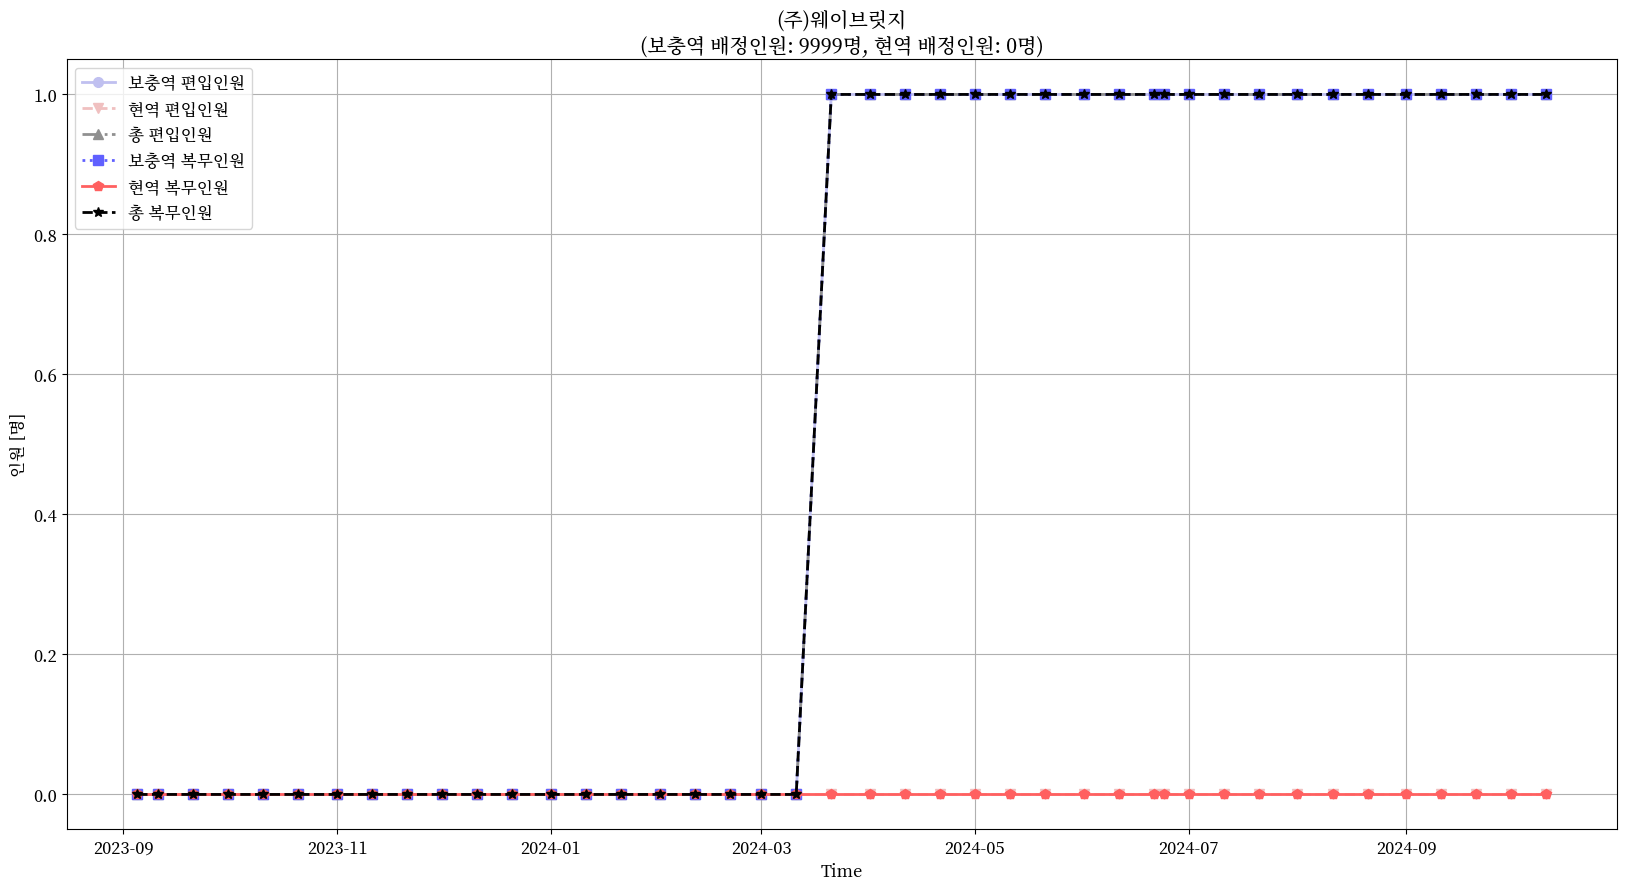 (주)웨이브릿지
(보충역 배정인원: 9999명, 현역 배정인원: 0명)
보충역 편입인원
현역 편입인원
총 편입인원
보충역 복무인원
현역 복무인원
총 복무인원
1.0
0.8
0.6
0.4
0.2
0.0
인원 [명]
2023-09
2023-11
2024-01
2024-03
2024-05
2024-07
2024-09
Time